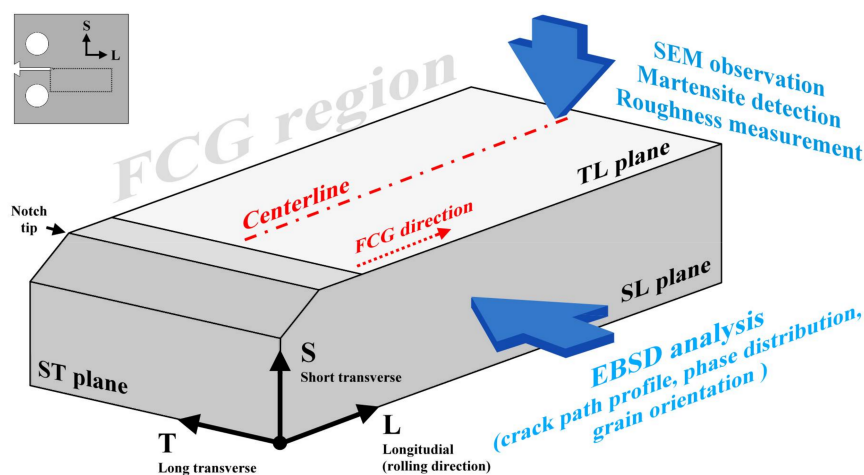 S
L
FCG region
SEM observation
Martensite detection
Roughness measurement
TL plane
Centerline
FCG direction
Notch
tip
SL plane
EBSD analysis
(crack path profile, phase distribution,
grain orientation )
ST plane
S
Short transverse
T
Long transverse
L
Longitudial
(rolling direction)